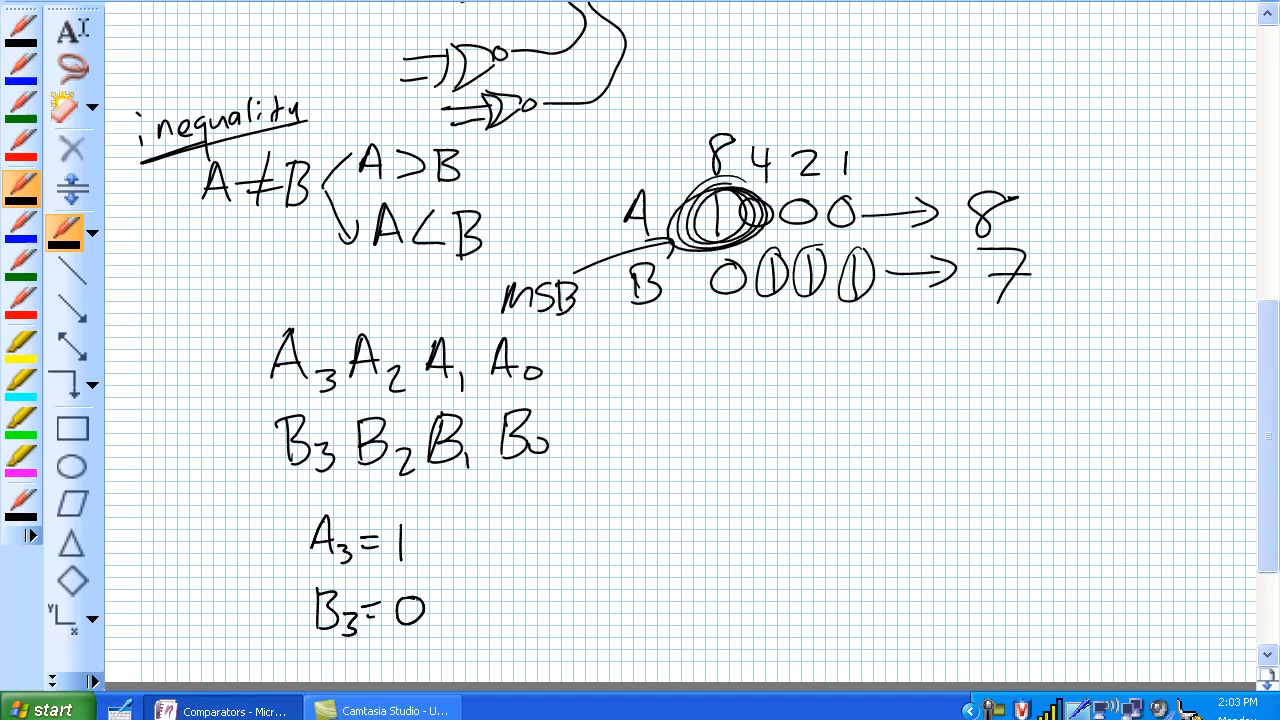 inequality
A≠B
A>B
A<B
8 4 2 1
A 1 0 0 0 → 8
B 0 1 1 1 → 7
MSB
A₃ A₂ A₁ A₀
B₃ B₂ B₁ B₀
A₃ = 1
B₃ = 0
start
Comparators - Micr...
Camtasia Studio - U...
2:03 PM
Monday